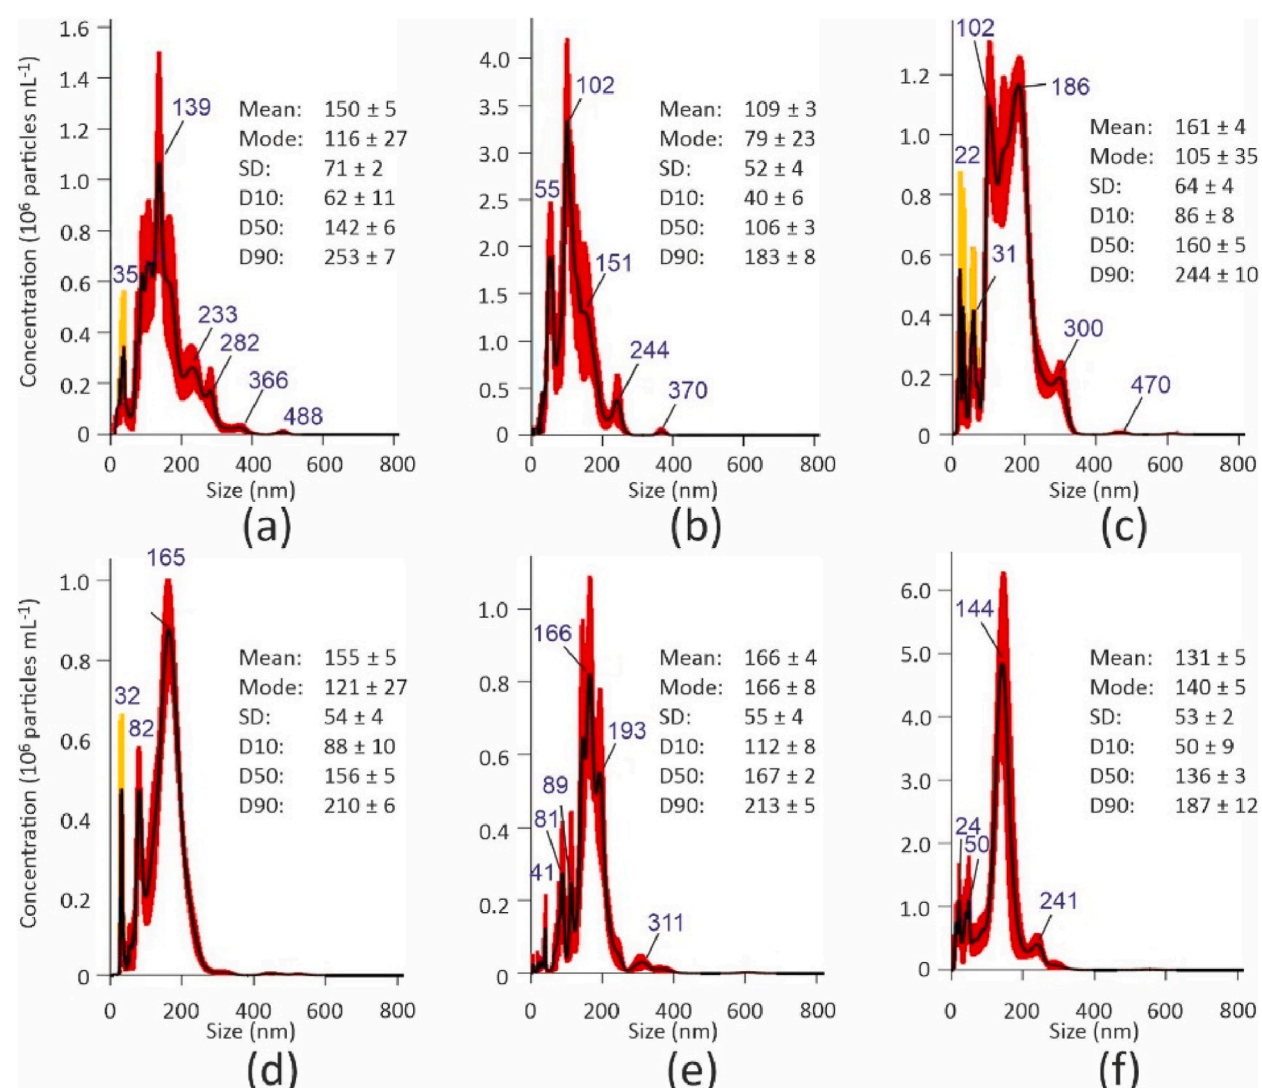 Concentration (10⁶ particles mL⁻¹)
1.6
1.4
1.2
1.0
0.8
0.6
0.4
0.2
0
139
35
233
282
366
488
Mean: 150 ± 5
Mode: 116 ± 27
SD: 71 ± 2
D10: 62 ± 11
D50: 142 ± 6
D90: 253 ± 7
0 200 400 600 800
Size (nm)
(a)
4.0
3.5
3.0
2.5
2.0
1.5
1.0
0.5
0
102
55
151
244
370
Mean: 109 ± 3
Mode: 79 ± 23
SD: 52 ± 4
D10: 40 ± 6
D50: 106 ± 3
D90: 183 ± 8
0 200 400 600 800
Size (nm)
(b)
1.2
1.0
0.8
0.6
0.4
0.2
0
102
186
22
31
300
470
Mean: 161 ± 4
Mode: 105 ± 35
SD: 64 ± 4
D10: 86 ± 8
D50: 160 ± 5
D90: 244 ± 10
0 200 400 600 800
Size (nm)
(c)
Concentration (10⁶ particles mL⁻¹)
1.0
0.8
0.6
0.4
0.2
0
165
32
82
Mean: 155 ± 5
Mode: 121 ± 27
SD: 54 ± 4
D10: 88 ± 10
D50: 156 ± 5
D90: 210 ± 6
0 200 400 600 800
Size (nm)
(d)
1.0
0.8
0.6
0.4
0.2
0
166
193
89
81
41
311
Mean: 166 ± 4
Mode: 166 ± 8
SD: 55 ± 4
D10: 112 ± 8
D50: 167 ± 2
D90: 213 ± 5
0 200 400 600 800
Size (nm)
(e)
6.0
5.0
4.0
3.0
2.0
1.0
0
144
24
50
241
Mean: 131 ± 5
Mode: 140 ± 5
SD: 53 ± 2
D10: 50 ± 9
D50: 136 ± 3
D90: 187 ± 12
0 200 400 600 800
Size (nm)
(f)